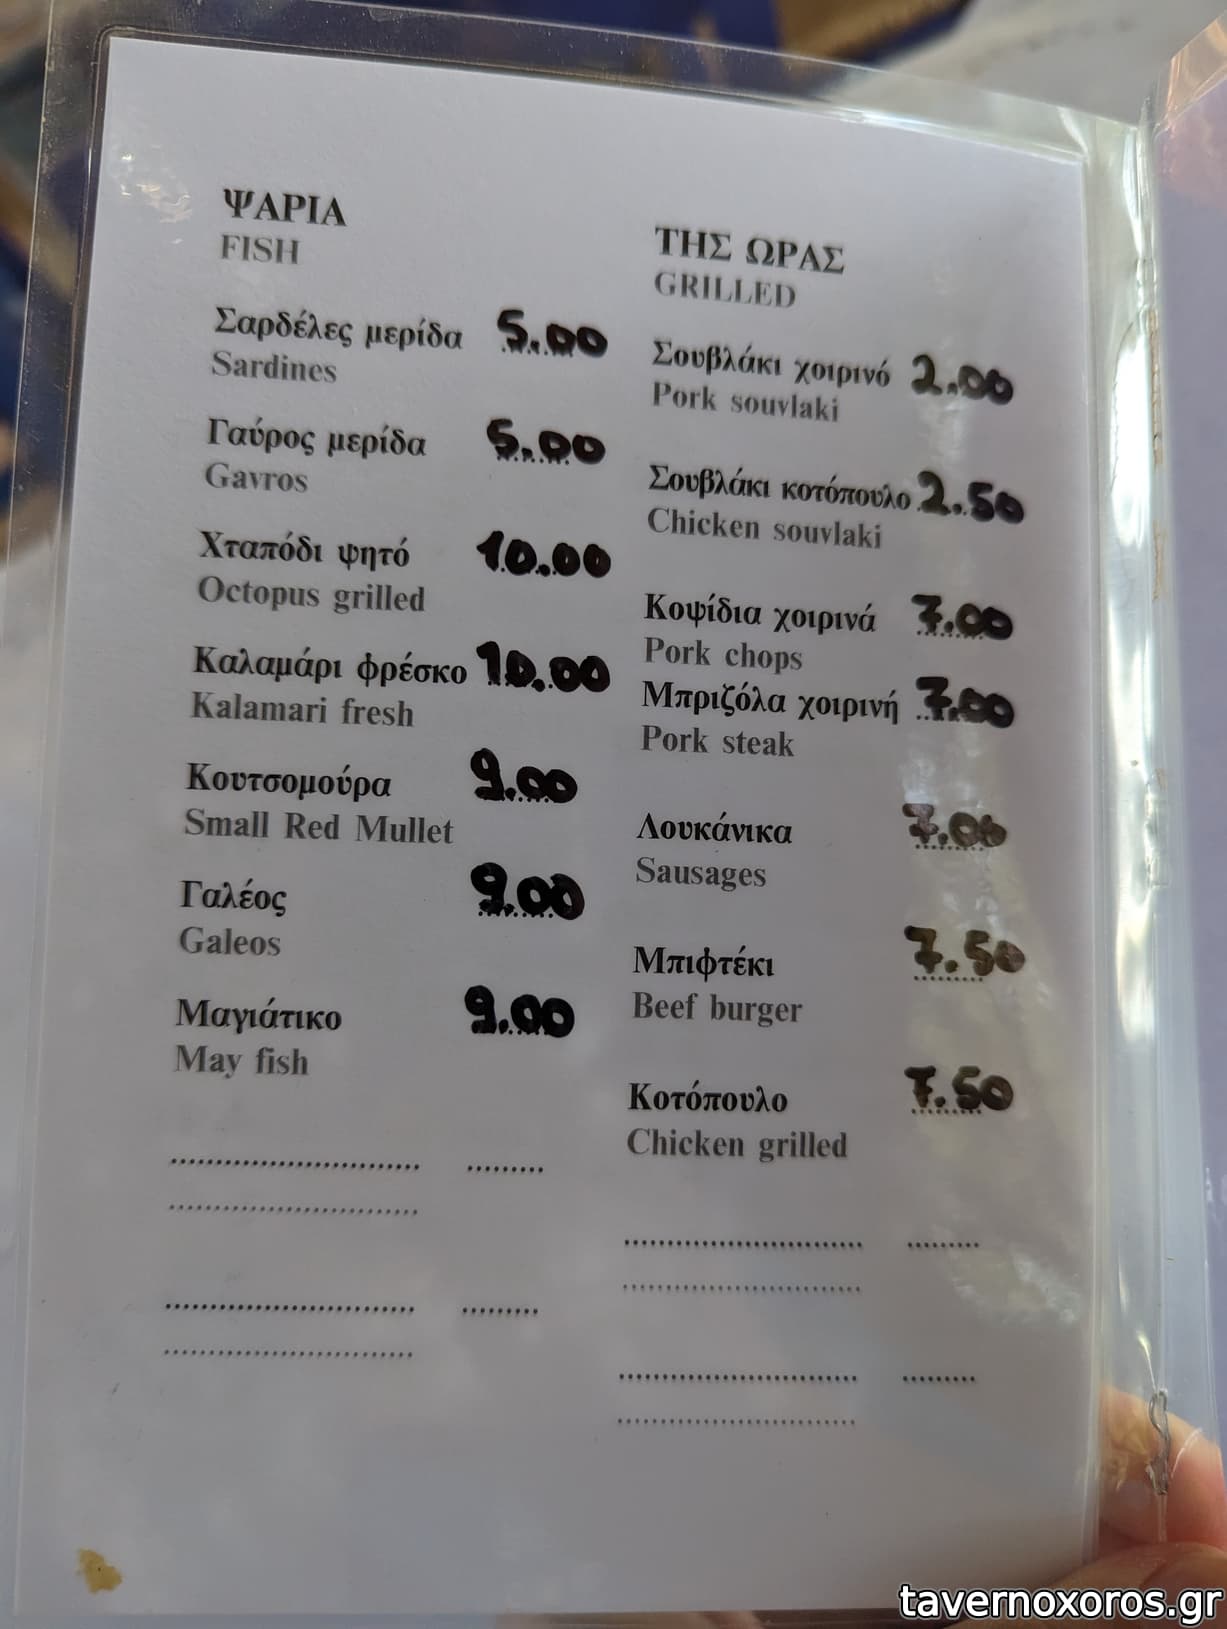 ΨΑΡΙΑ
FISH
Σαρδέλες μερίδα 5.00
Sardines
Γαύρος μερίδα 5.00
Gavros
Χταπόδι ψητό 10.00
Octopus grilled
Καλαμάρι φρέσκο 10.00
Kalamari fresh
Κουτσομούρα 9.00
Small Red Mullet
Γαλέος 9.00
Galeos
Μαγιάτικο 9.00
May fish
ΤΗΣ ΩΡΑΣ
GRILLED
Σουβλάκι χοιρινό 2.00
Pork souvlaki
Σουβλάκι κοτόπουλο 2.50
Chicken souvlaki
Κοψίδια χοιρινά 7.00
Pork chops
Μπριζόλα χοιρινή 7.00
Pork steak
Λουκάνικα 7.00
Sausages
Μπιφτέκι 7.50
Beef burger
Κοτόπουλο 7.50
Chicken grilled
tavernoxoros.gr